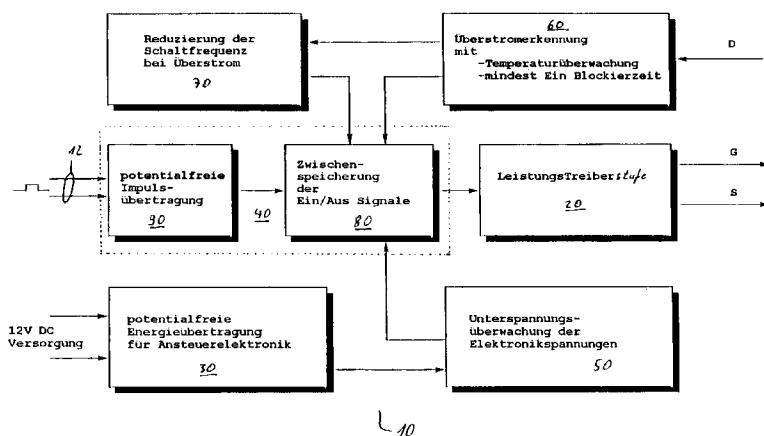 Reduzierung der
Schaltfrequenz
bei Überstrom
70
60
Überstromerkennung
mit
-Temperaturüberwachung
-mindest Ein Blockierzeit
D
12
potentialfreie
Impuls-
übertragung
90
40
Zwischen-
speicherung
der
Ein/Aus Signale
80
LeistungsTreiberstufe
20
G
S
12V DC
Versorgung
potentialfreie
Energieübertragung
für Ansteuerelektronik
30
Unterspannungs-
überwachung der
Elektronikspannungen
50
10